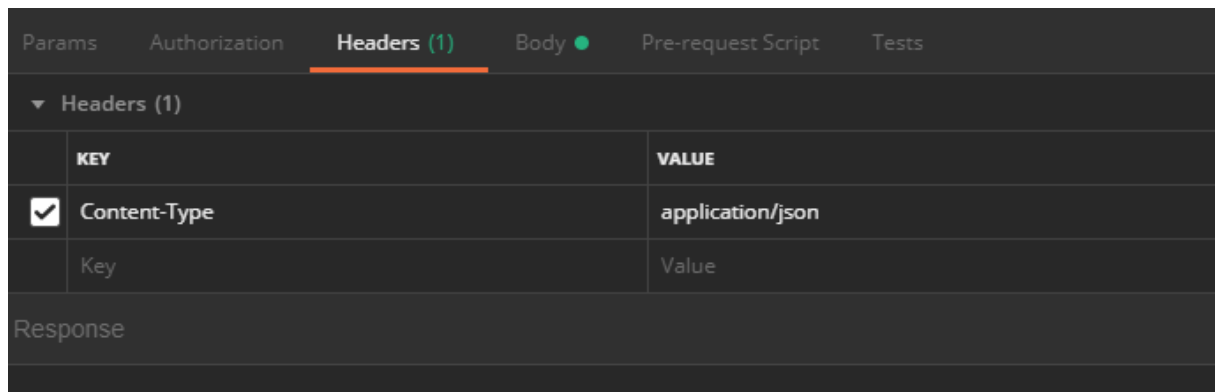 Params Authorization Headers (1) Body Pre-request Script Tests
Headers (1)
KEY VALUE
Content-Type application/json
Key Value
Response